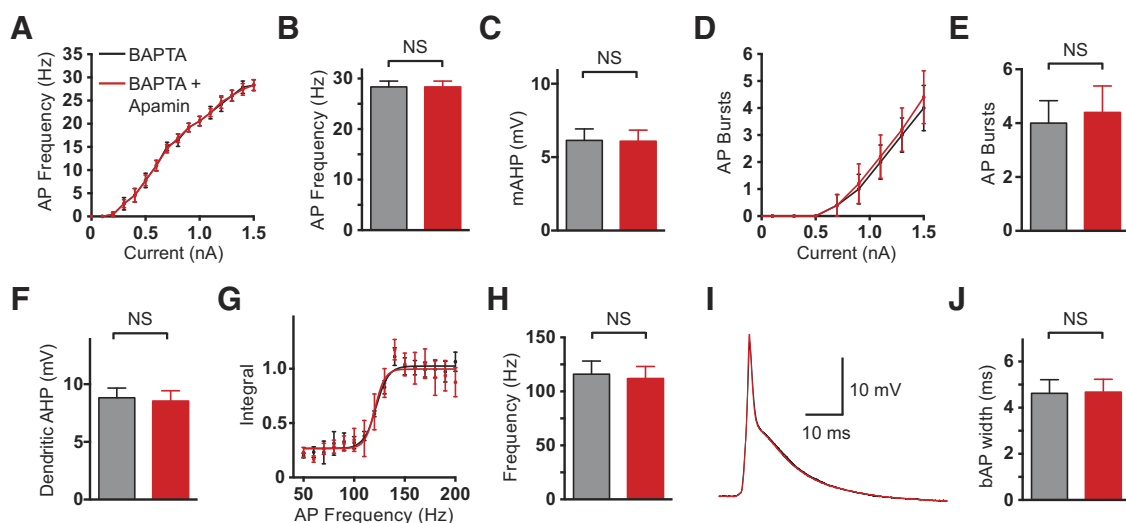 A
AP Frequency (Hz)
35
30
25
20
15
10
5
0
0
0.5
1.0
1.5
Current (nA)
BAPTA
BAPTA +
Apamin
B
NS
AP Frequency (Hz)
30
20
10
0
C
NS
mAHP (mV)
10
5
0
D
AP Bursts
6
4
2
0
0
0.5
1.0
1.5
Current (nA)
E
NS
AP Bursts
6
4
2
0
F
NS
Dendritic AHP (mV)
10
5
0
G
Integral
1.0
0.5
0
50
100
150
200
AP Frequency (Hz)
H
NS
Frequency (Hz)
150
100
50
0
I
10 mV
10 ms
J
NS
bAP width (ms)
6
4
2
0